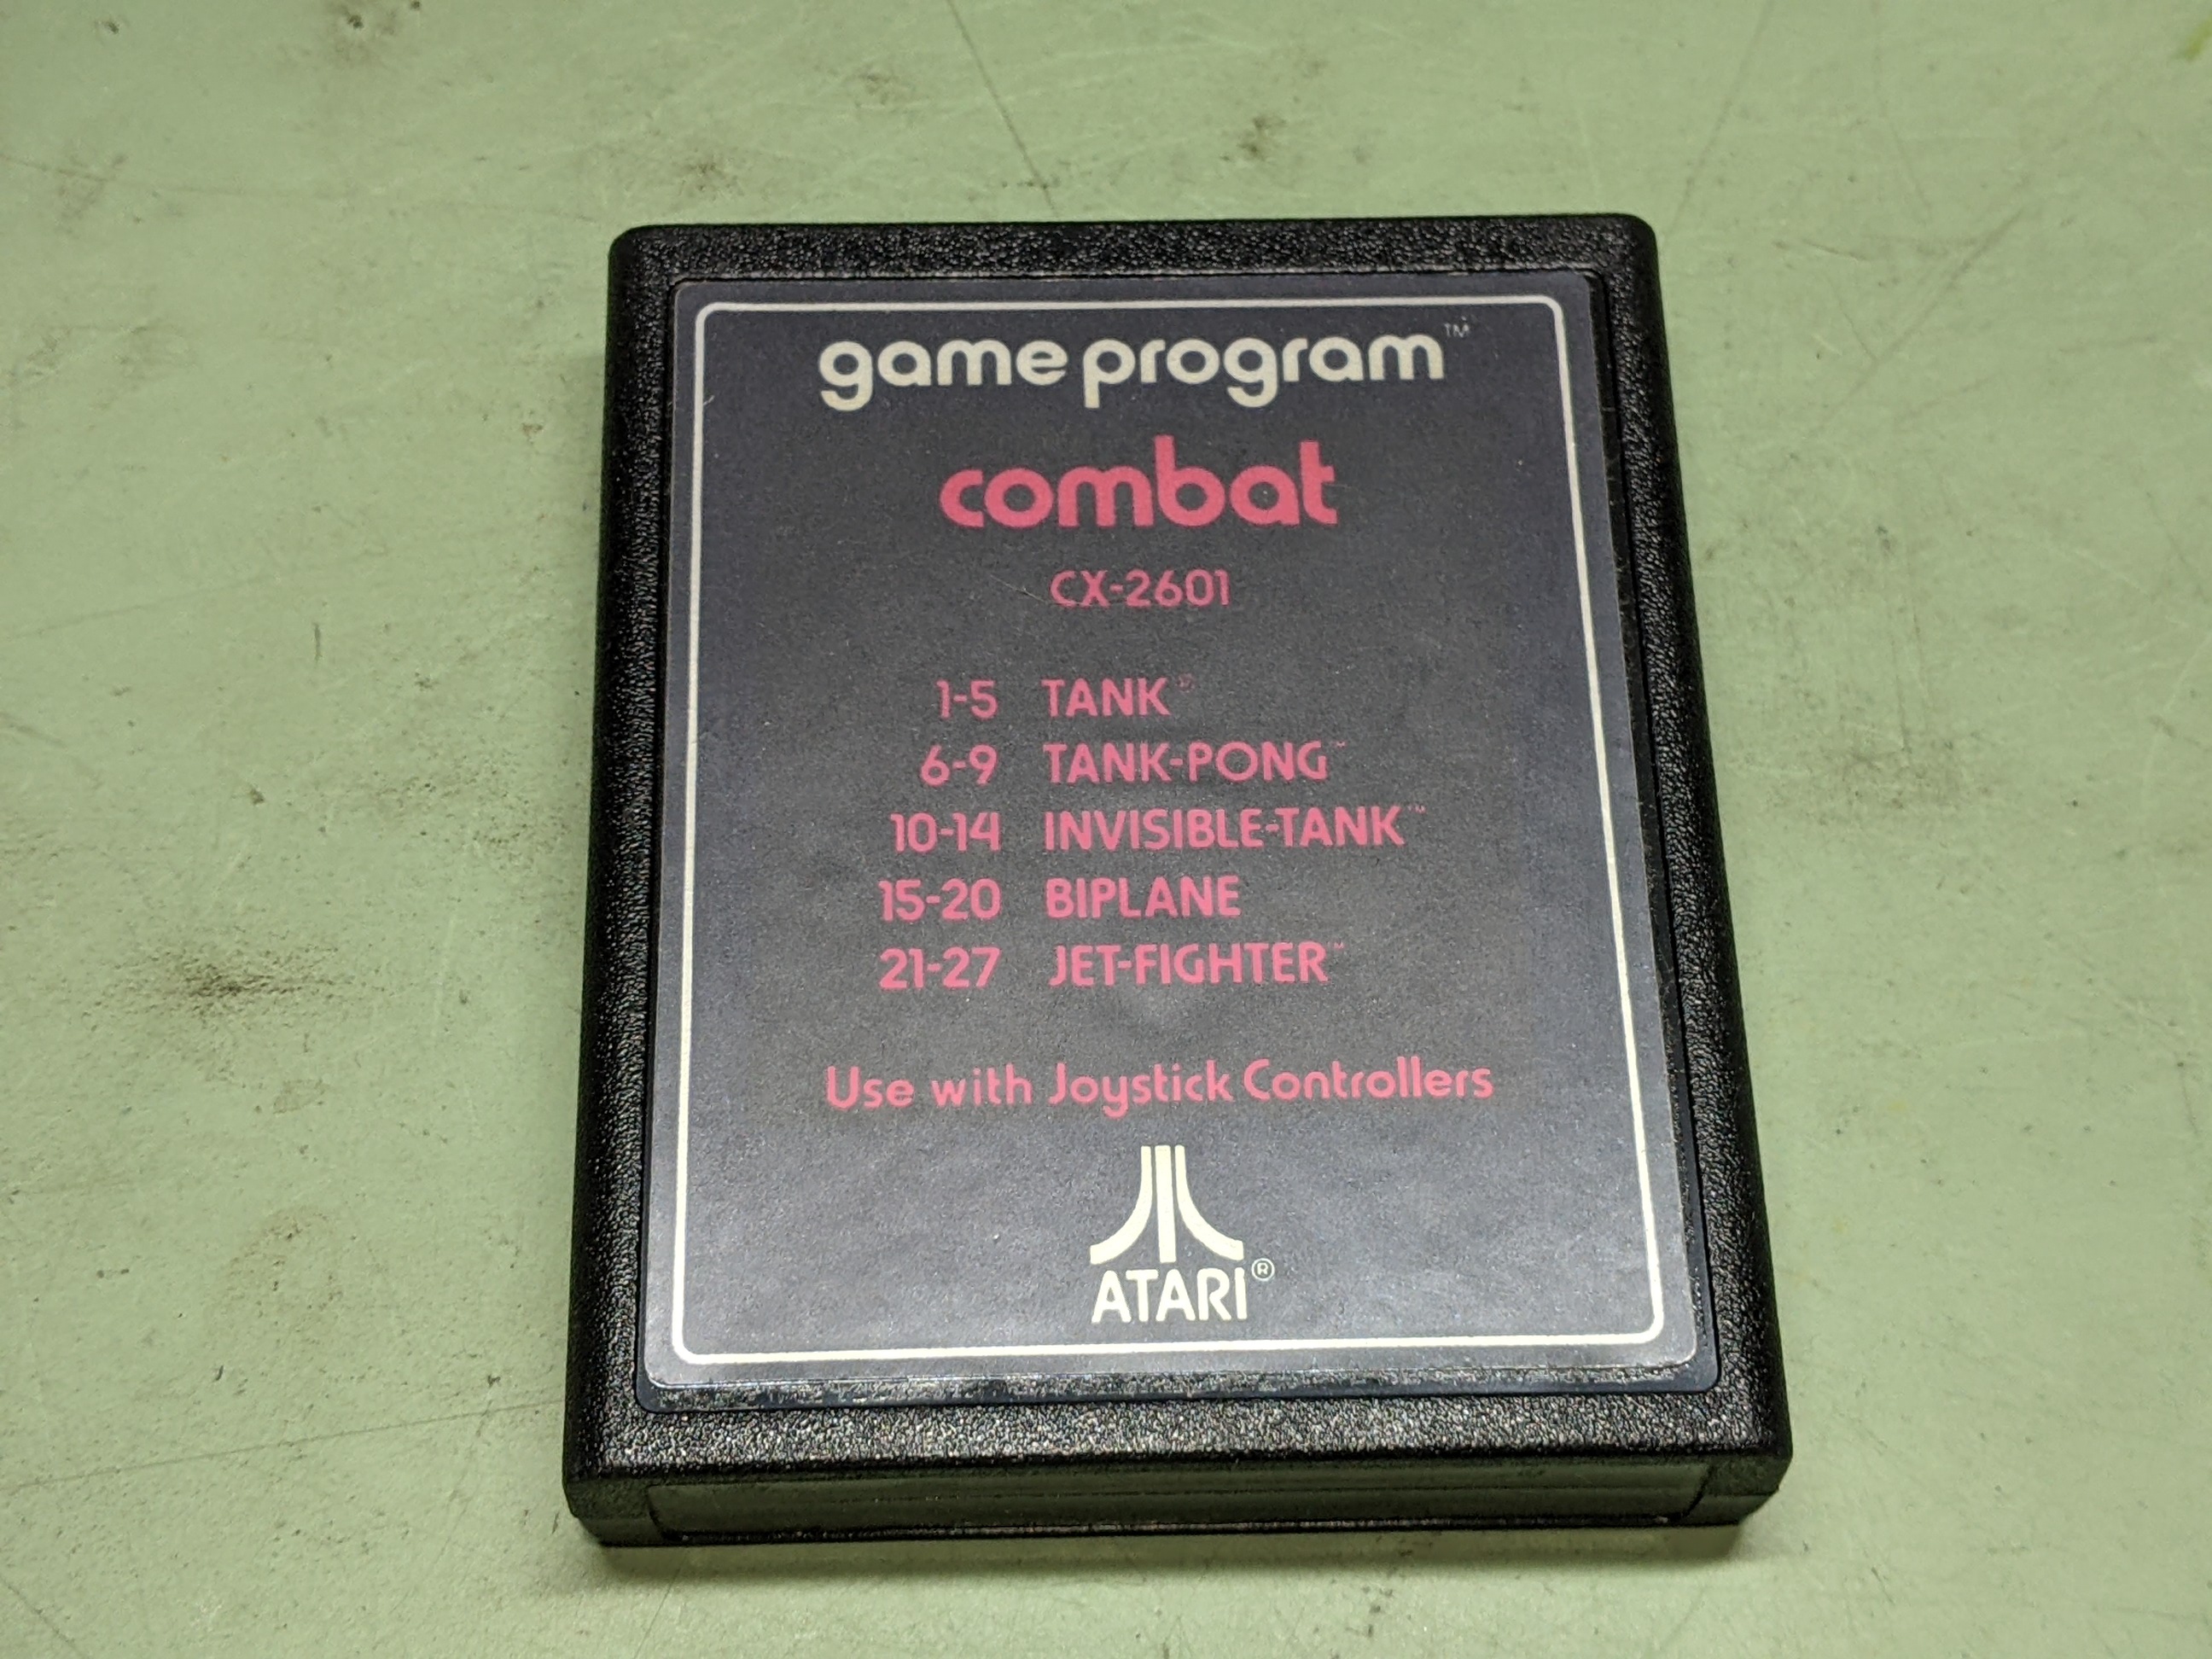 game program™
combat
CX-2601
1-5 TANK®
6-9 TANK-PONG™
10-14 INVISIBLE-TANK™
15-20 BIPLANE
21-27 JET-FIGHTER™
Use with Joystick Controllers
ATARI®